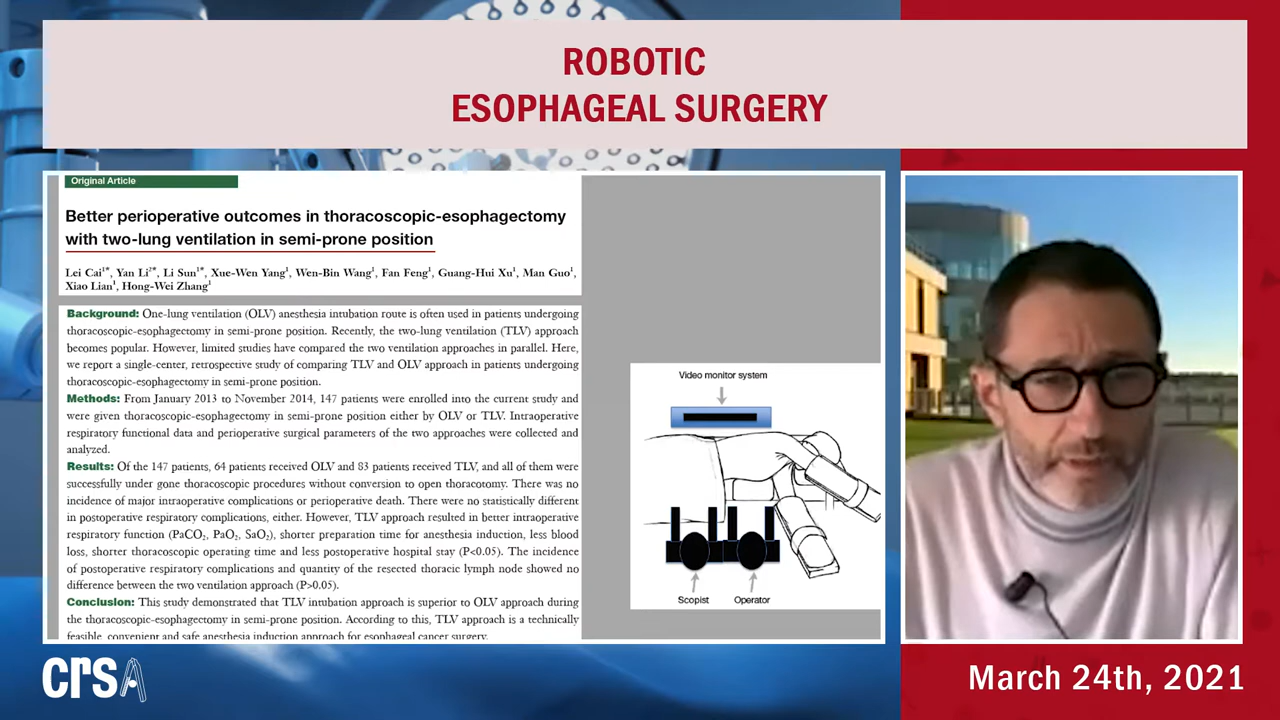 ROBOTIC
ESOPHAGEAL SURGERY
Original Article
Better perioperative outcomes in thoracoscopic-esophagectomy
with two-lung ventilation in semi-prone position
Lei Cai1*, Yan Li2*, Li Sun1*, Xue-Wen Yang1, Wen-Bin Wang1, Fan Feng1, Guang-Hui Xu1, Man Guo1,
Xiao Lian1, Hong-Wei Zhang1
Background: One-lung ventilation (OLV) anesthesia intubation route is often used in patients undergoing
thoracoscopic-esophagectomy in semi-prone position. Recently, the two-lung ventilation (TLV) approach
becomes popular. However, limited studies have compared the two ventilation approaches in parallel. Here,
we report a single-center, retrospective study of comparing TLV and OLV approach in patients undergoing
thoracoscopic-esophagectomy in semi-prone position.
Methods: From January 2013 to November 2014, 147 patients were enrolled into the current study and
were given thoracoscopic-esophagectomy in semi-prone position either by OLV or TLV. Intraoperative
respiratory functional data and perioperative surgical parameters of the two approaches were collected and
analyzed.
Results: Of the 147 patients, 64 patients received OLV and 83 patients received TLV, and all of them were
successfully under gone thoracoscopic procedures without conversion to open thoracotomy. There was no
incidence of major intraoperative complications or perioperative death. There were no statistically different
in postoperative respiratory complications, either. However, TLV approach resulted in better intraoperative
respiratory function (PaCO2, PaO2, SaO2), shorter preparation time for anesthesia induction, less blood
loss, shorter thoracoscopic operating time and less postoperative hospital stay (P<0.05). The incidence
of postoperative respiratory complications and quantity of the resected thoracic lymph node showed no
difference between the two ventilation approach (P>0.05).
Conclusion: This study demonstrated that TLV intubation approach is superior to OLV approach during
the thoracoscopic-esophagectomy in semi-prone position. According to this, TLV approach is a technically
feasible, convenient and safe anesthesia induction approach for esophageal cancer surgery.
Video monitor system
Scopist
Operator
crsA
March 24th, 2021